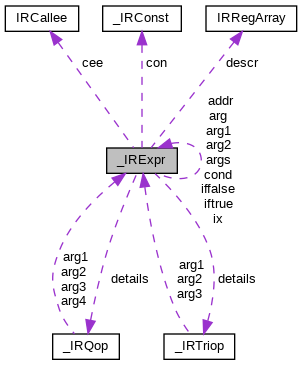 IRCallee
_IRConst
IRRegArray
cee
con
descr
_IRExpr
addr
arg
arg1
arg2
args
cond
iffalse
iftrue
ix
arg1
arg2
arg3
arg4
details
arg1
arg2
arg3
details
_IRQop
_IRTriop